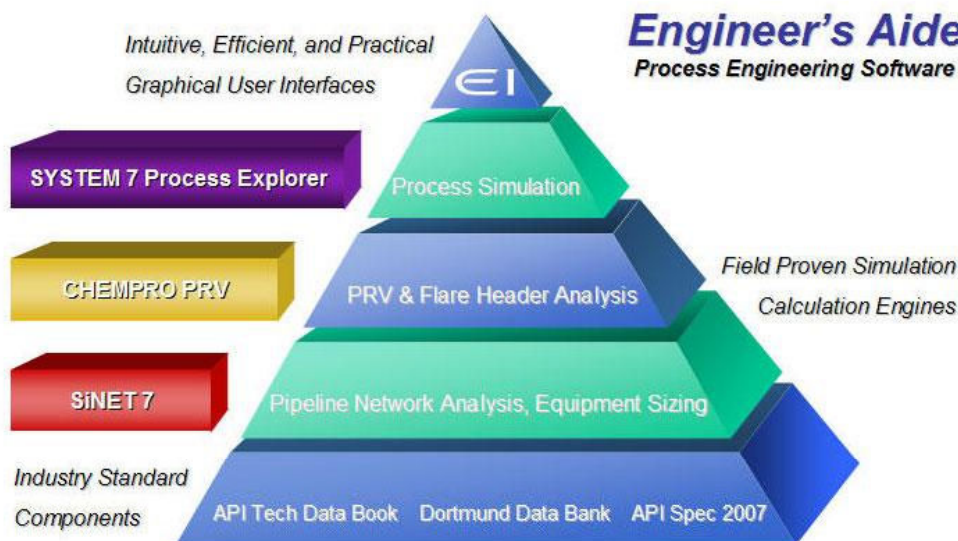 Engineer's Aide
Process Engineering Software
Intuitive, Efficient, and Practical
Graphical User Interfaces
EI
SYSTEM 7 Process Explorer
Process Simulation
CHEMPRO PRV
PRV & Flare Header Analysis
Field Proven Simulation
Calculation Engines
SiNET 7
Pipeline Network Analysis, Equipment Sizing
Industry Standard
Components
API Tech Data Book Dortmund Data Bank API Spec 2007